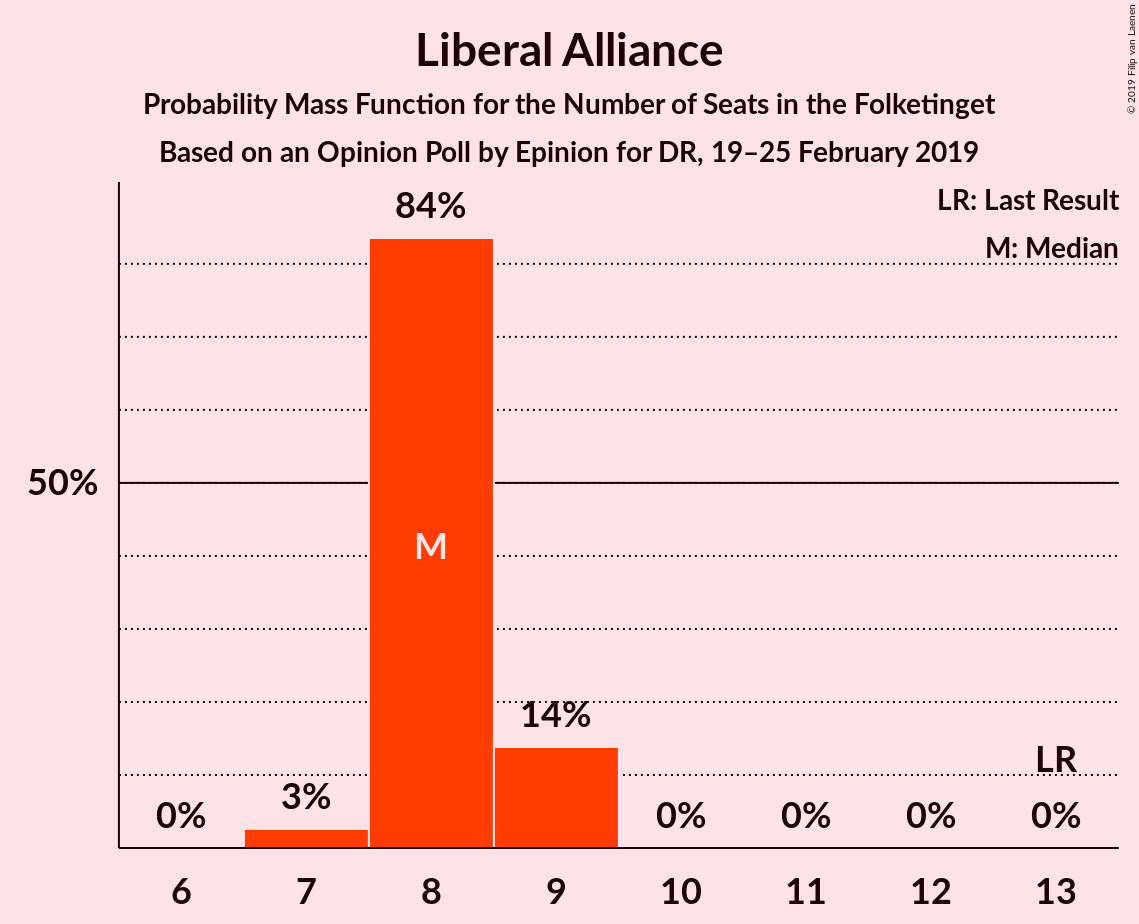 Liberal Alliance
Probability Mass Function for the Number of Seats in the Folketinget
Based on an Opinion Poll by Epinion for DR, 19–25 February 2019
© 2019 Filip van Laenen
LR: Last Result
M: Median
84%
50%
M
14%
3%
LR
0%
0%
0%
0%
0%
6 7 8 9 10 11 12 13